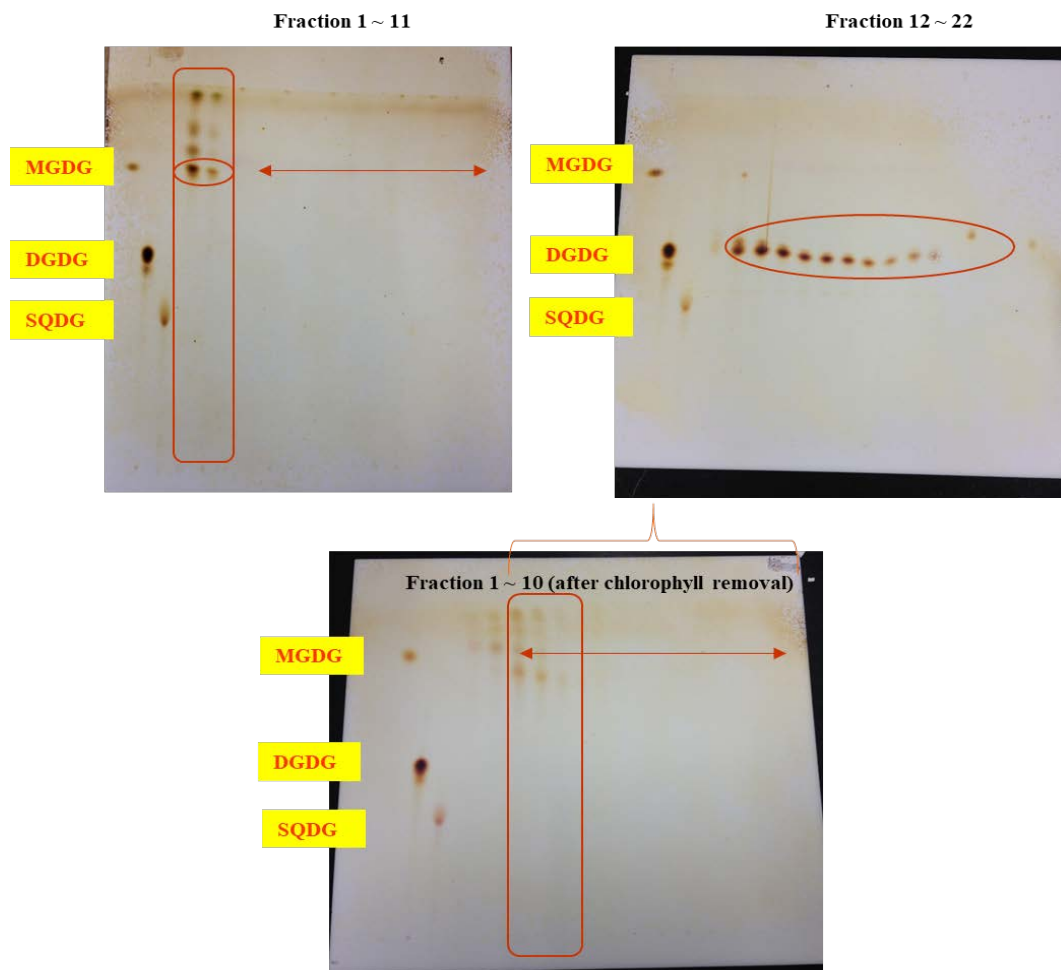 Fraction 1 ~ 11
Fraction 12 ~ 22
MGDG
DGDG
SQDG
MGDG
DGDG
SQDG
Fraction 1 ~ 10 (after chlorophyll removal)
MGDG
DGDG
SQDG